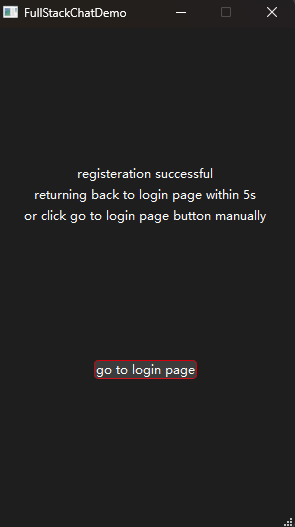 FullStackChatDemo
registeration successful
returning back to login page within 5s
or click go to login page button manually
go to login page